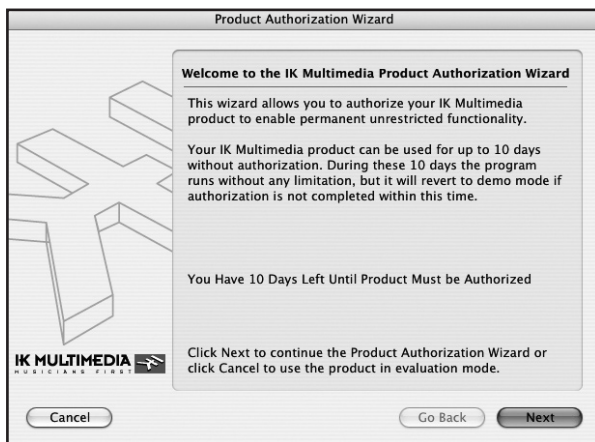 Product Authorization Wizard
Welcome to the IK Multimedia Product Authorization Wizard
This wizard allows you to authorize your IK Multimedia
product to enable permanent unrestricted functionality.
Your IK Multimedia product can be used for up to 10 days
without authorization. During these 10 days the program
runs without any limitation, but it will revert to demo mode if
authorization is not completed within this time.
You Have 10 Days Left Until Product Must be Authorized
Click Next to continue the Product Authorization Wizard or
click Cancel to use the product in evaluation mode.
IK MULTIMEDIA
MUSICIANS FIRST
Cancel
Go Back
Next